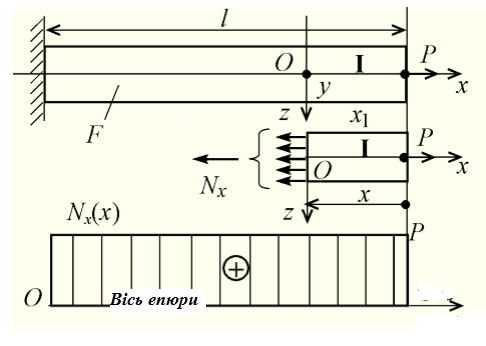 l
O I P
y x
F z
x₁ P
I
Nₓ O x
z x
Nₓ(x) P
+
O Вісь епюри